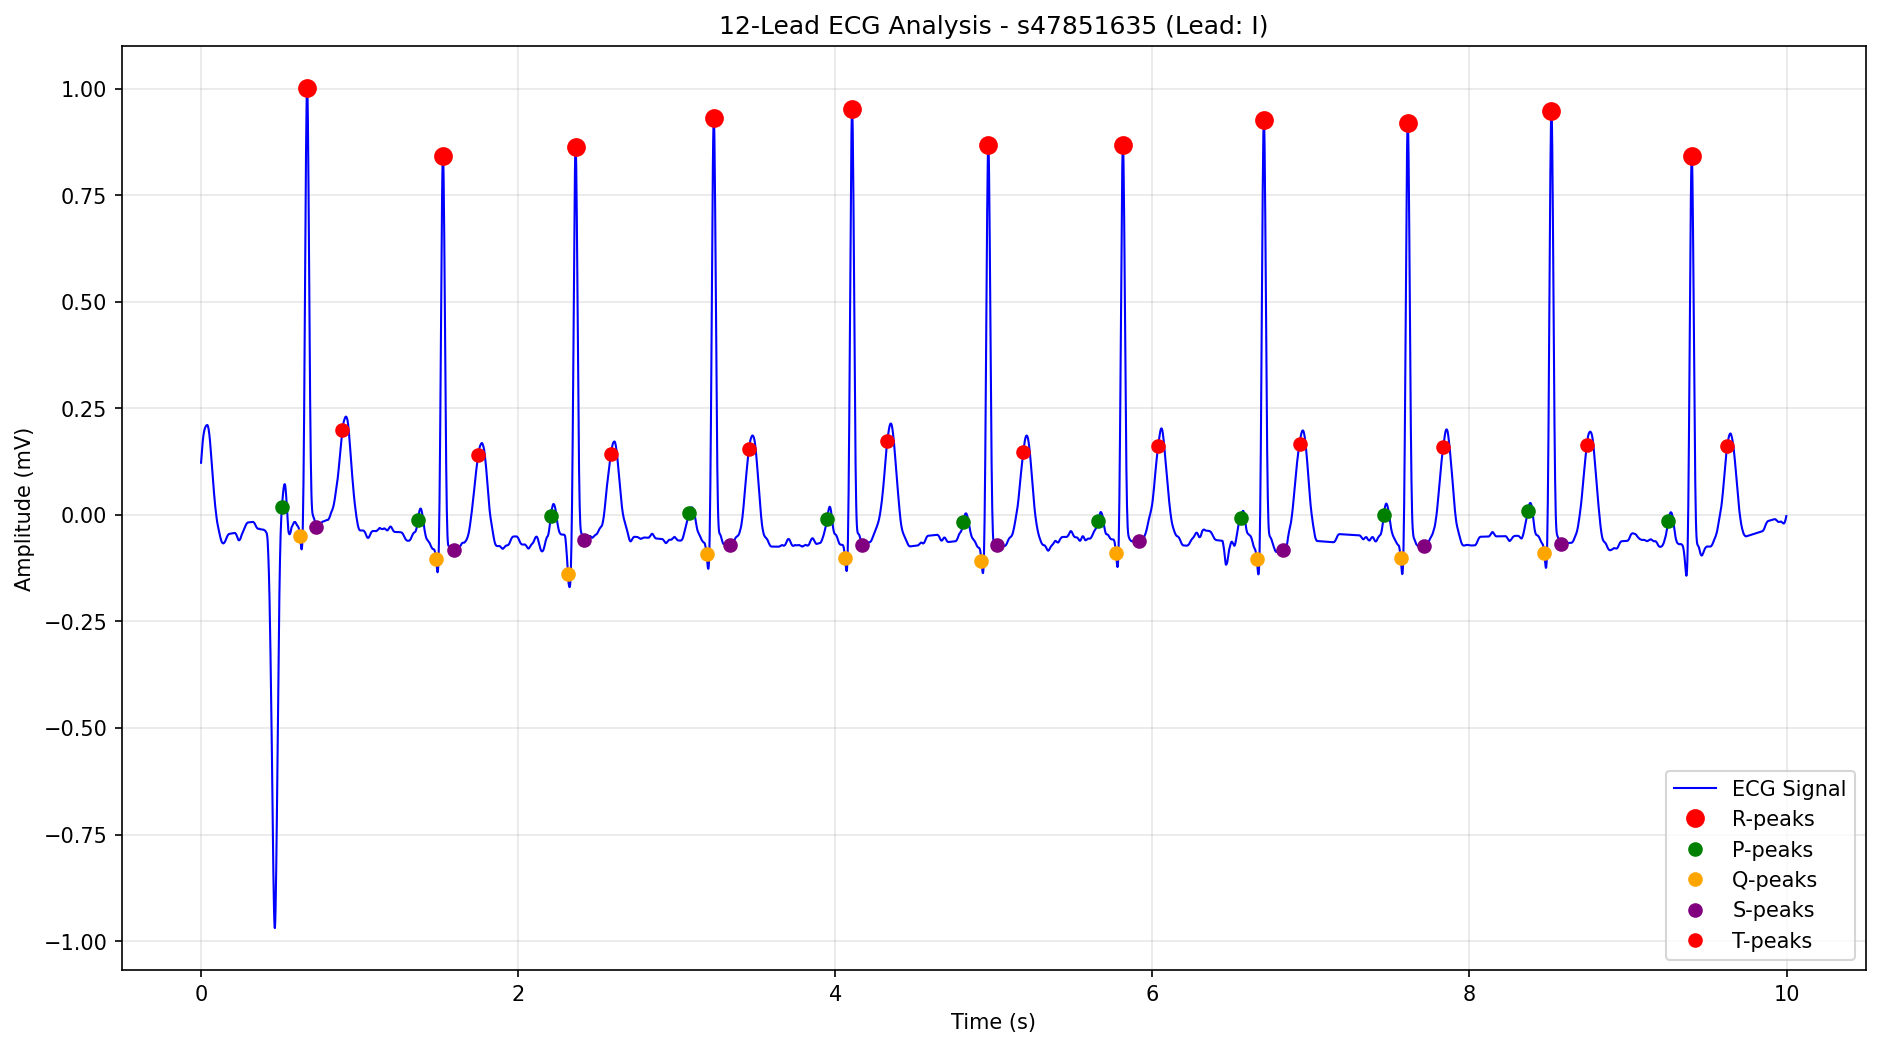 12-Lead ECG Analysis - s47851635 (Lead: I)
Amplitude (mV)
1.00
0.75
0.50
0.25
0.00
−0.25
−0.50
−0.75
−1.00
0 2 4 6 8 10
Time (s)
ECG Signal
R-peaks
P-peaks
Q-peaks
S-peaks
T-peaks